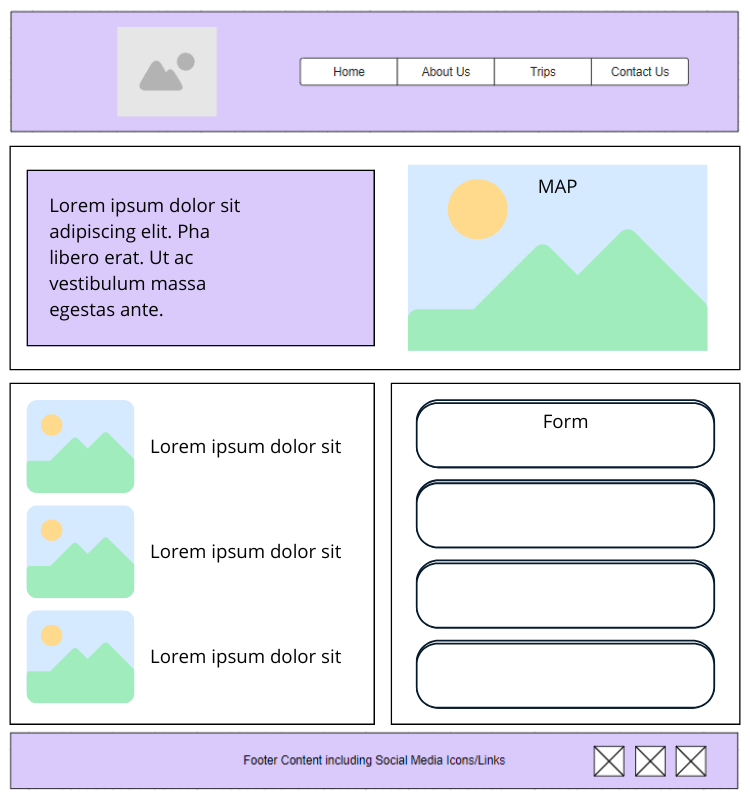 Home
About Us
Trips
Contact Us
Lorem ipsum dolor sit
adipiscing elit. Pha
libero erat. Ut ac
vestibulum massa
egestas ante.
MAP
Lorem ipsum dolor sit
Lorem ipsum dolor sit
Lorem ipsum dolor sit
Form
Footer Content including Social Media Icons/Links